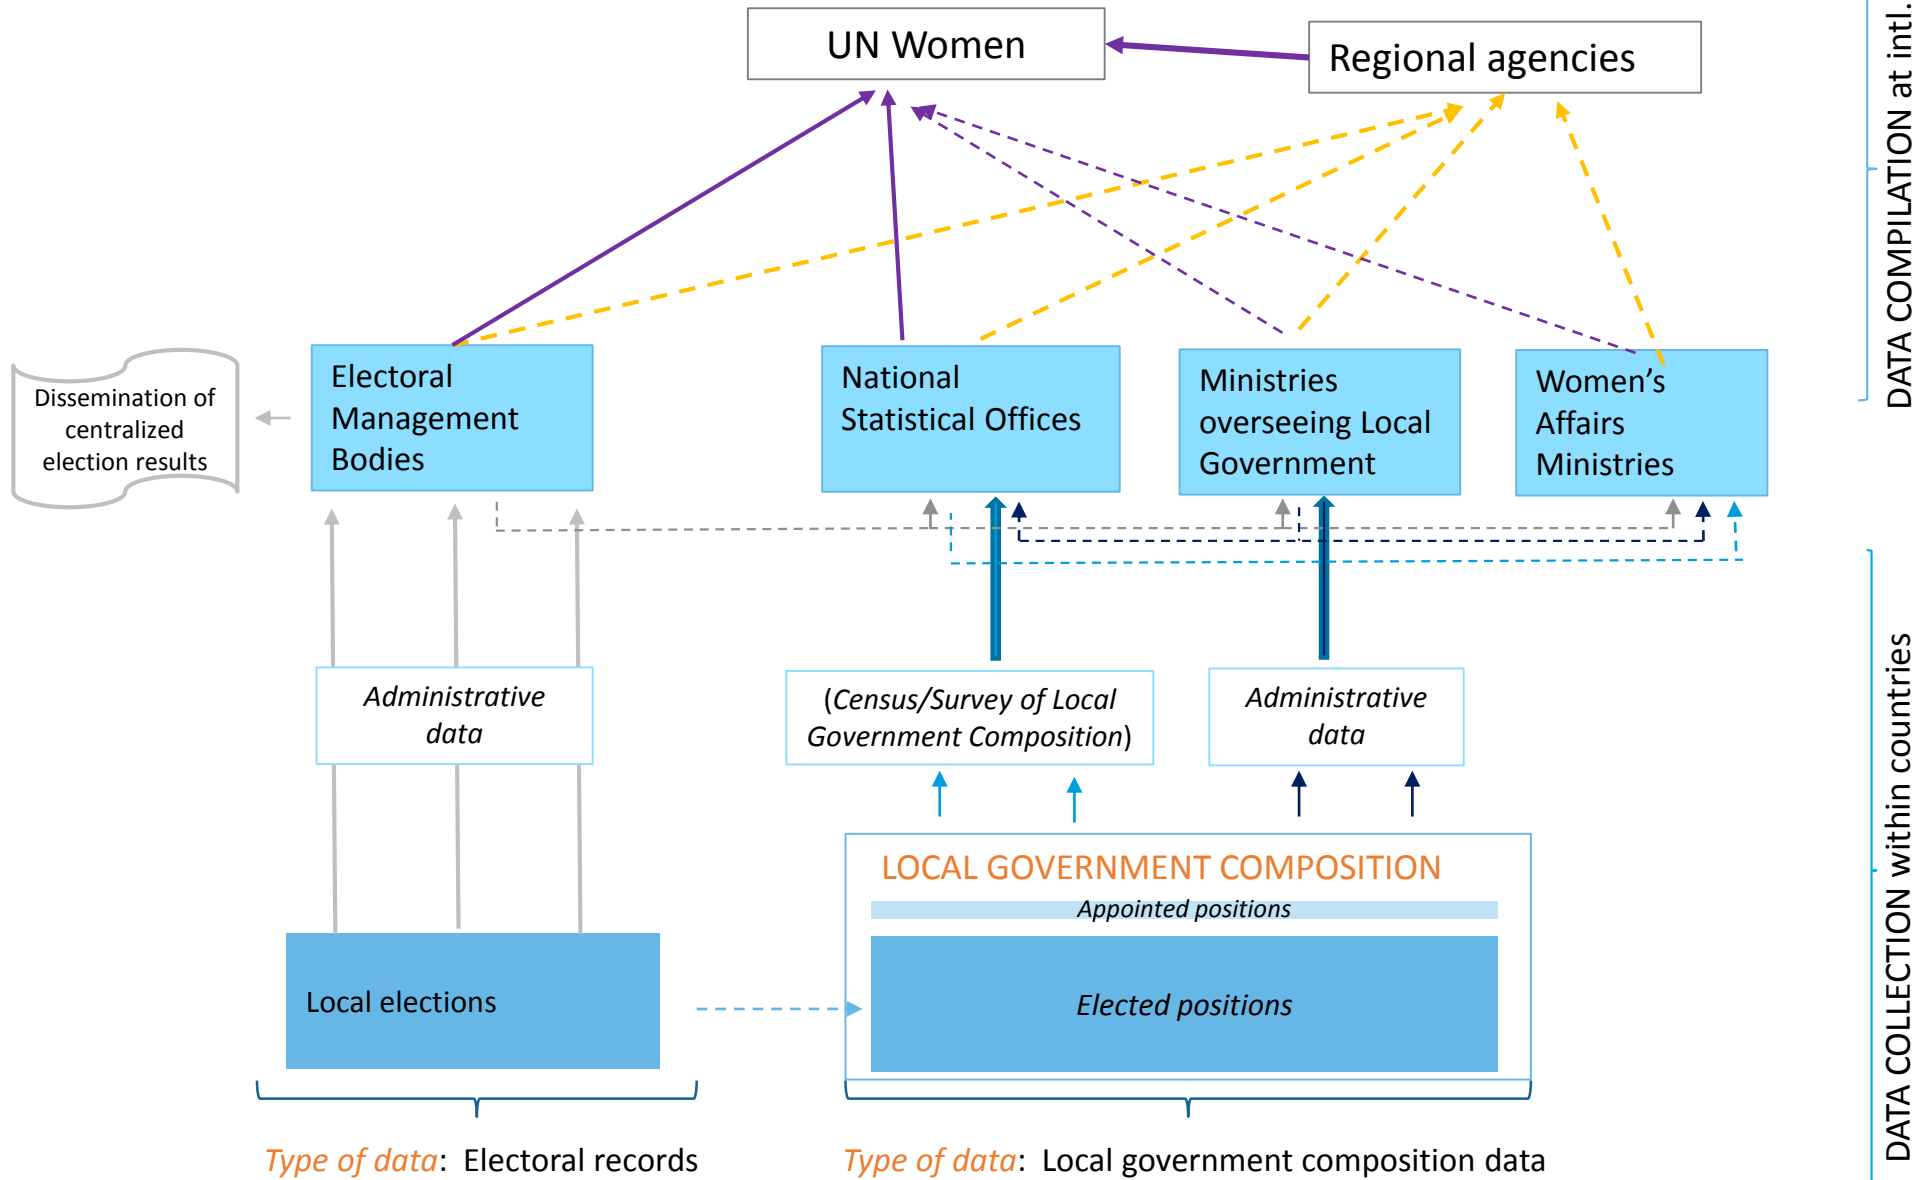 UN Women
Regional agencies
DATA COMPILATION at intl.
Electoral
Management
Bodies
National
Statistical Offices
Ministries
overseeing Local
Government
Women’s
Affairs
Ministries
Dissemination of
centralized
election results
Administrative
data
(Census/Survey of Local
Government Composition)
Administrative
data
DATA COLLECTION within countries
LOCAL GOVERNMENT COMPOSITION
Appointed positions
Local elections
Elected positions
Type of data:  Electoral records
Type of data:  Local government composition data